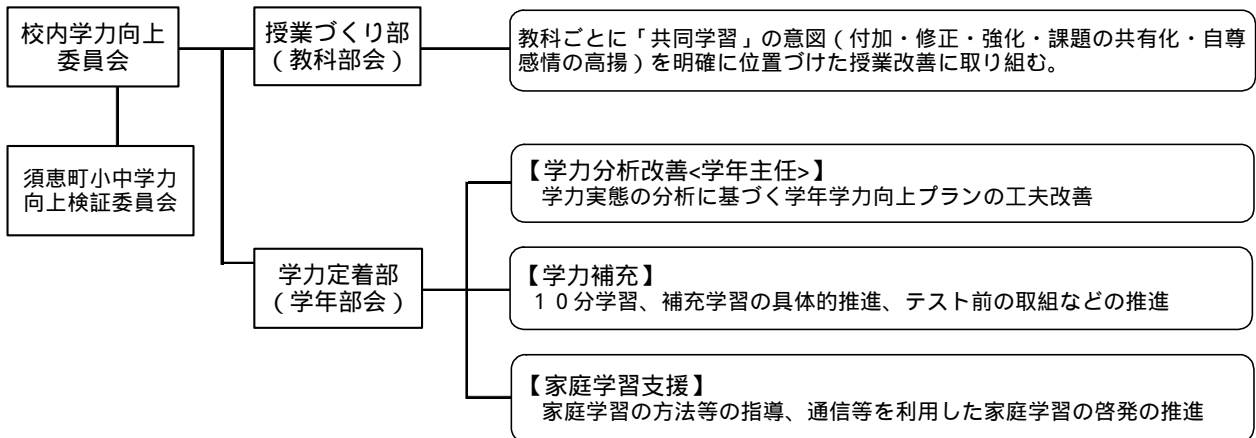 校内学力向上
委員会
授業づくり部
（教科部会）
教科ごとに「共同学習」の意図（付加・修正・強化・課題の共有化・自尊
感情の高揚）を明確に位置づけた授業改善に取り組む。
須恵町小中学力
向上検証委員会
【学力分析改善<学年主任>】
学力実態の分析に基づく学年学力向上プランの工夫改善
学力定着部
（学年部会）
【学力補充】
１０分学習、補充学習の具体的推進、テスト前の取組などの推進
【家庭学習支援】
家庭学習の方法等の指導、通信等を利用した家庭学習の啓発の推進